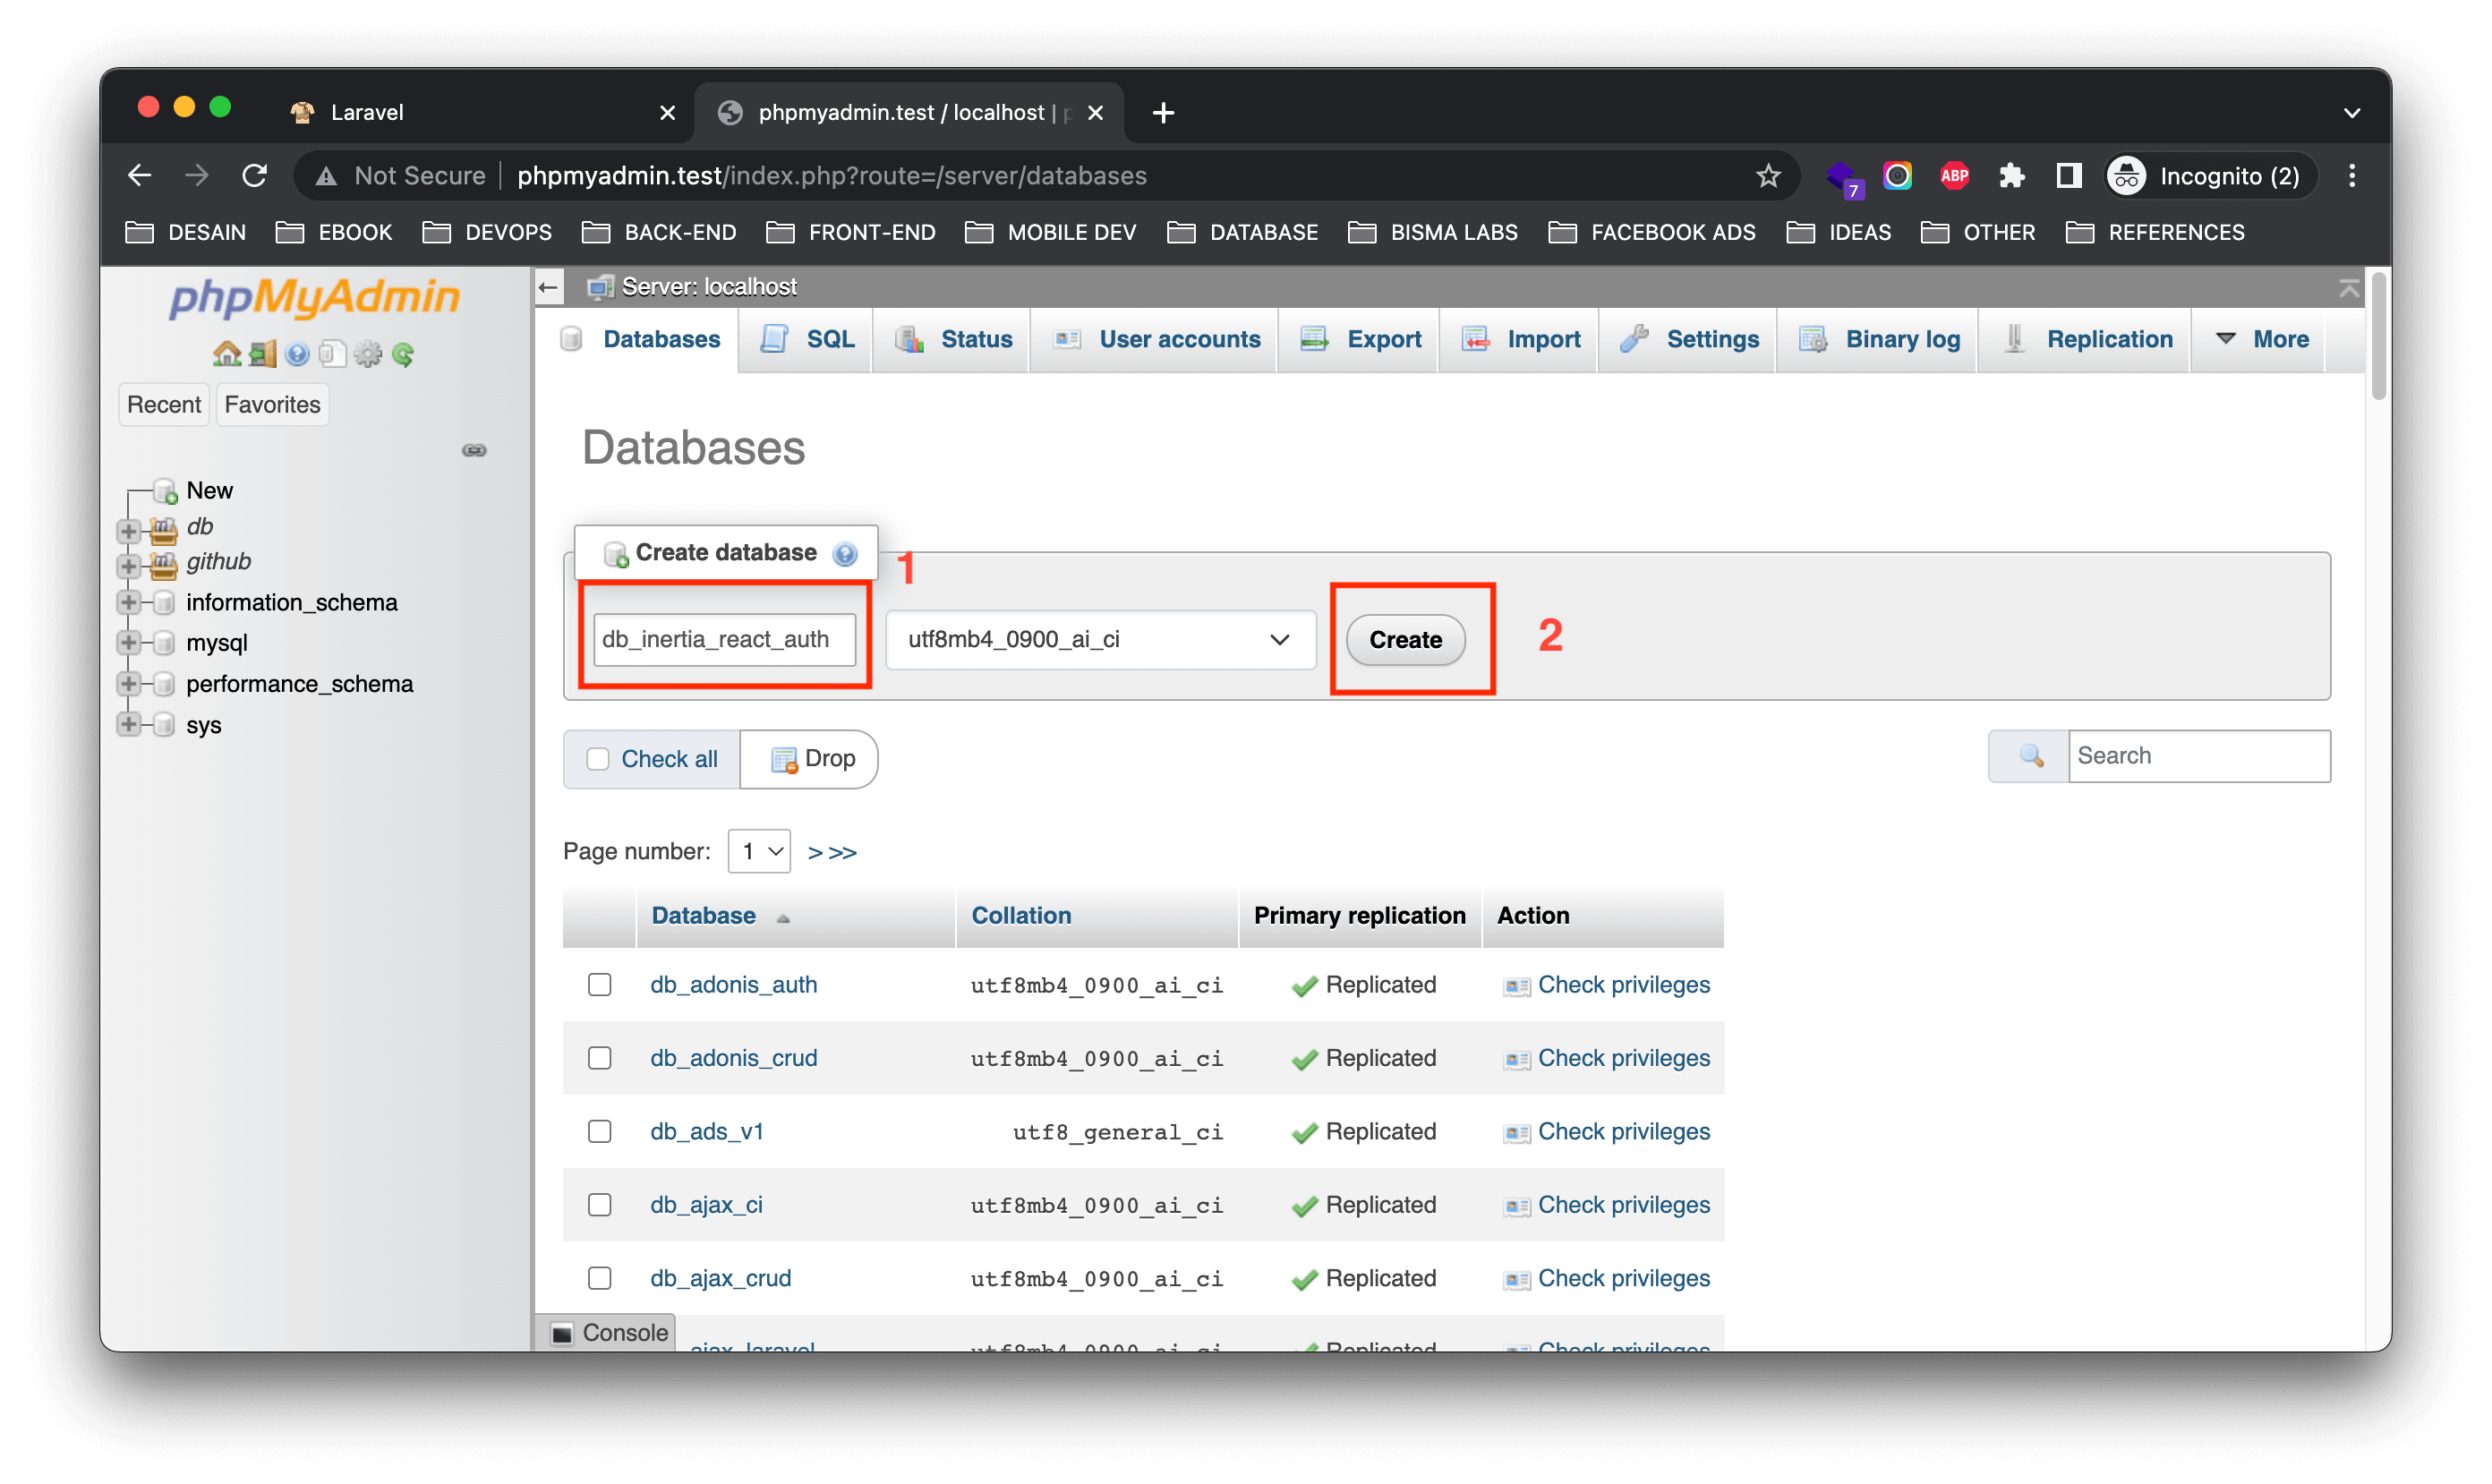 Laravel
phpmyadmin.test / localhost |
Not Secure phpmyadmin.test/index.php?route=/server/databases 7 ABP Incognito (2)
DESAIN EBOOK DEVOPS BACK-END FRONT-END MOBILE DEV DATABASE BISMA LABS FACEBOOK ADS IDEAS OTHER REFERENCES
phpMyAdmin
Recent Favorites
New
db
github
information_schema
mysql
performance_schema
sys
Server: localhost
Databases SQL Status User accounts Export Import Settings Binary log Replication More
Databases
Create database 1
db_inertia_react_auth utf8mb4_0900_ai_ci Create 2
Check all Drop Search
Page number: 1 > >>
Database Collation Primary replication Action
db_adonis_auth utf8mb4_0900_ai_ci Replicated Check privileges
db_adonis_crud utf8mb4_0900_ai_ci Replicated Check privileges
db_ads_v1 utf8_general_ci Replicated Check privileges
db_ajax_ci utf8mb4_0900_ai_ci Replicated Check privileges
db_ajax_crud utf8mb4_0900_ai_ci Replicated Check privileges
ajax_laravel utf8mb4_0900_ai_ci Replicated Check privileges
Console